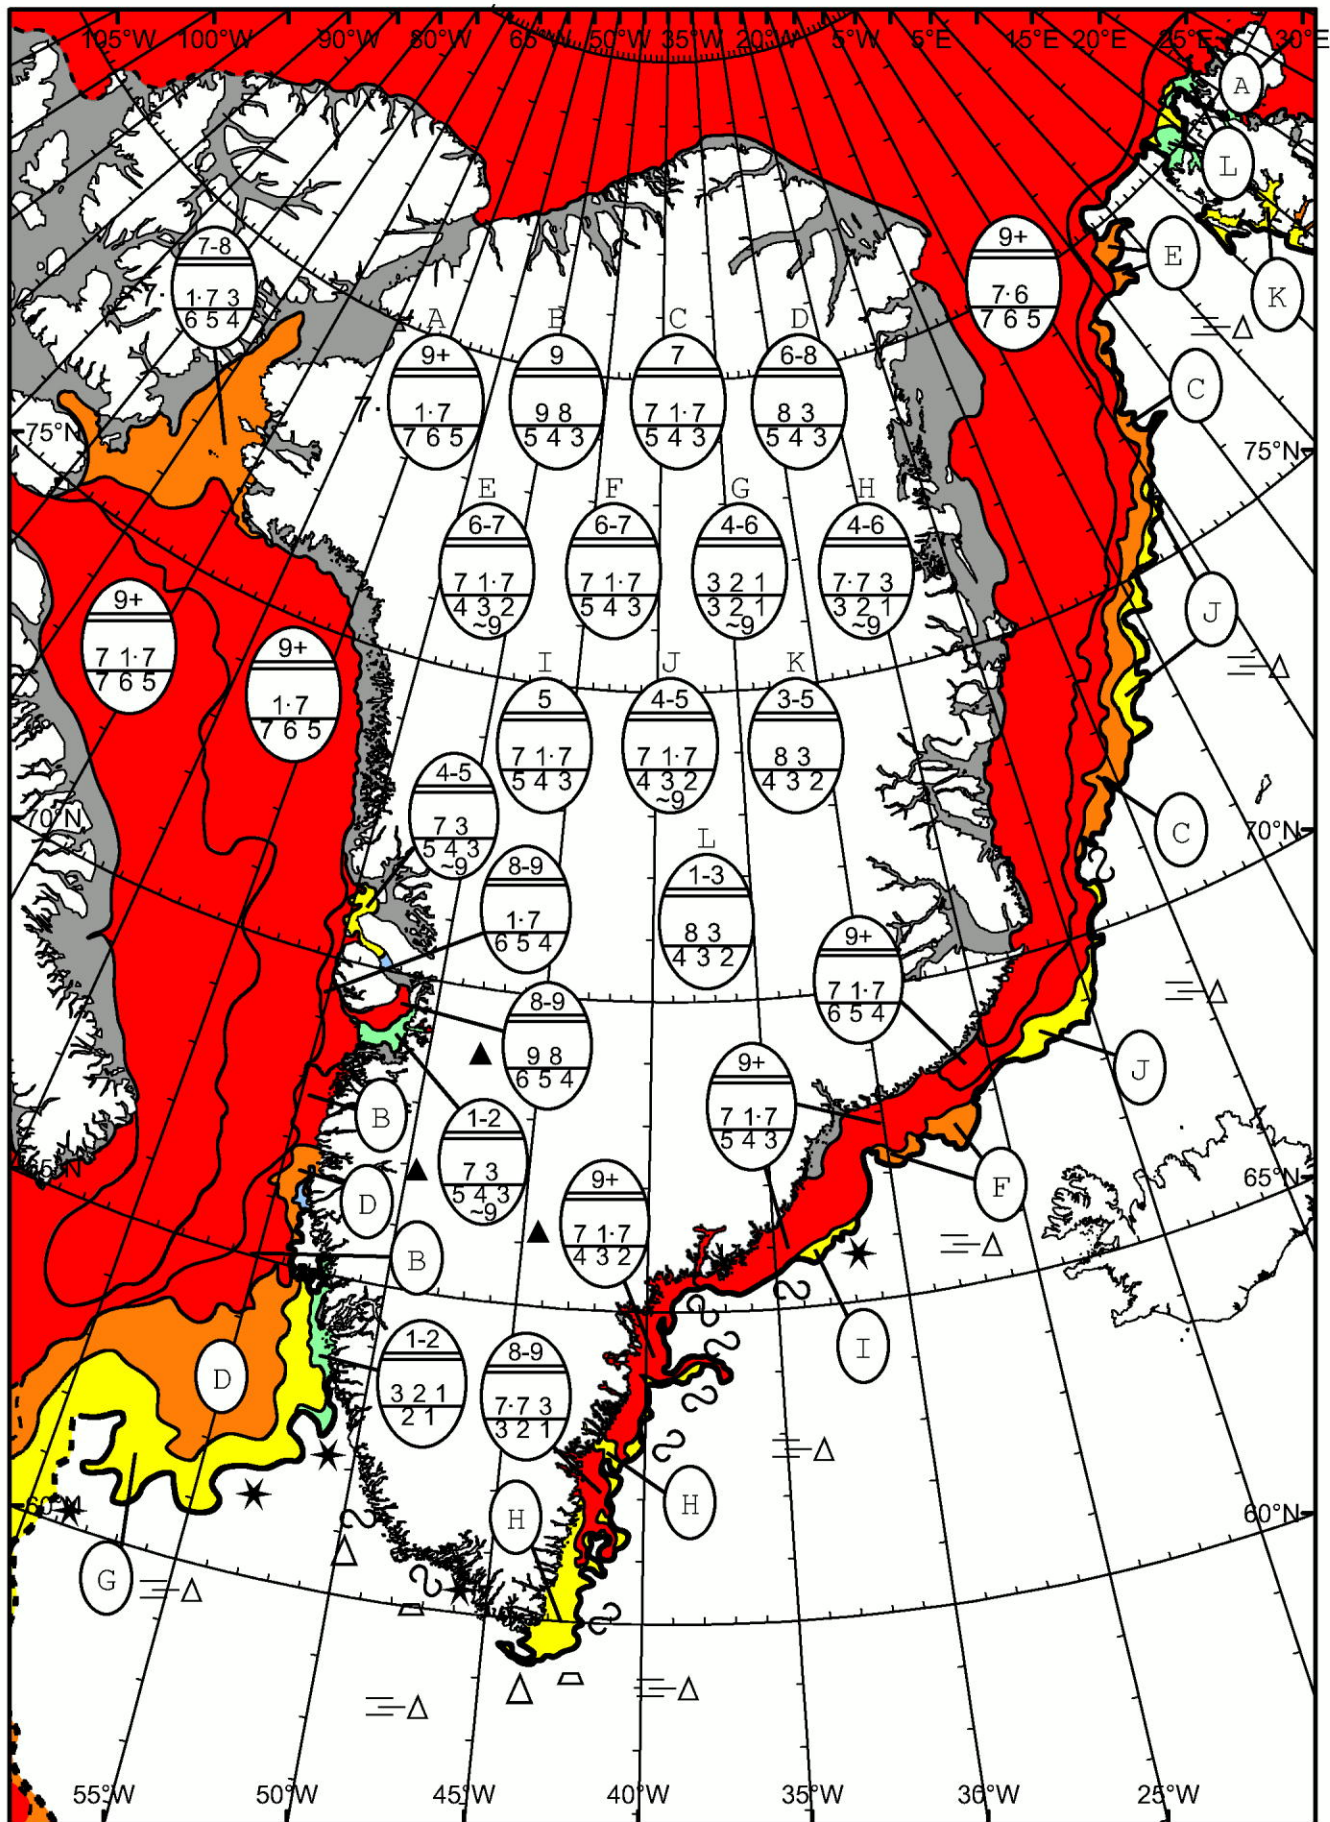 105°W 100°W 90°W 80°W 65°W 50°W 35°W 20°W 5°W 5°E 15°E 20°E 25°E 30°E
A
L
7-8
7·
1·7 3
6 5 4
9+
7·6
7 6 5
E
K
A B C D
9+
7·
1·7
7 6 5
9
9 8
5 4 3
7
7 1·7
5 4 3
6-8
8 3
5 4 3
C
75°N
75°N
E F G H
6-7
7 1·7
4 3 2
~9
6-7
7 1·7
5 4 3
4-6
3 2 1
3 2 1
~9
4-6
7·7 3
3 2 1
~9
9+
7 1·7
7 6 5
9+
1·7
7 6 5
J
I J K
5
7 1·7
5 4 3
4-5
7 1·7
4 3 2
~9
3-5
8 3
4 3 2
4-5
7 3
5 4 3
~9
70°N
70°N
C
L
1-3
8 3
4 3 2
8-9
1·7
6 5 4
9+
7 1·7
6 5 4
8-9
9 8
6 5 4
J
9+
7 1·7
5 4 3
B
1-2
7 3
5 4 3
~9
65°N
65°N
D
F
9+
7 1·7
4 3 2
B
I
D
1-2
3 2 1
2 1
8-9
7·7 3
3 2 1
H
H
60°N
60°N
G
55°W 50°W 45°W 40°W 35°W 30°W 25°W